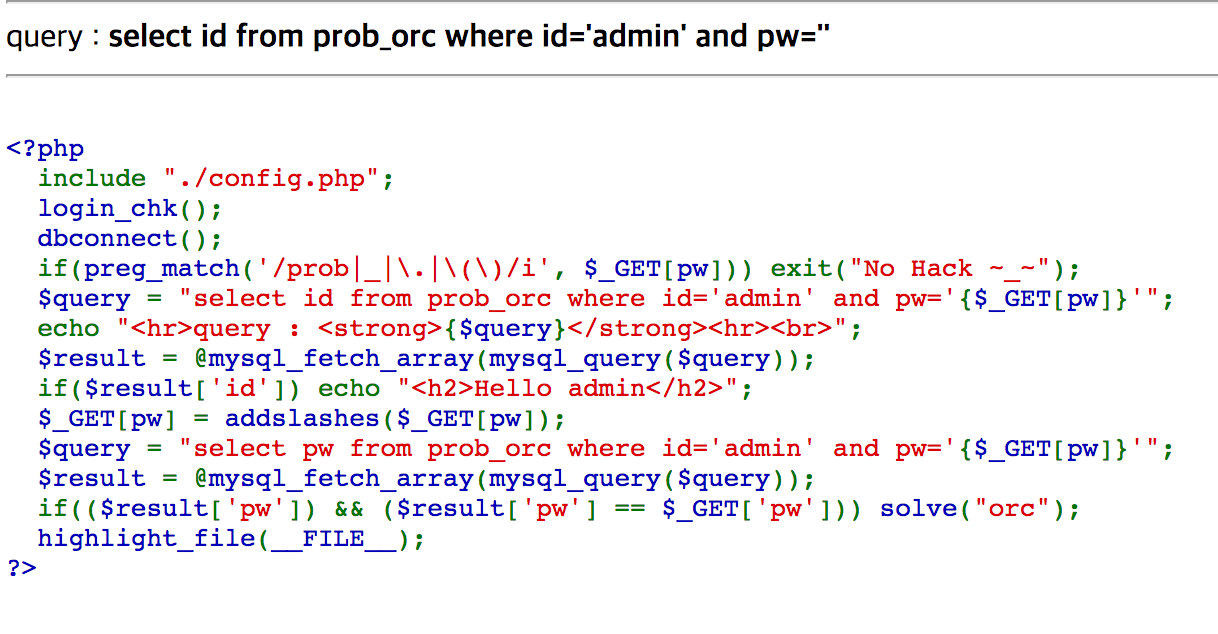 query : select id from prob_orc where id='admin' and pw=''
<?php
include "./config.php";
login_chk();
dbconnect();
if(preg_match('/prob|_|\.|\(\)/i', $_GET[pw])) exit("No Hack ~_~");
$query = "select id from prob_orc where id='admin' and pw='{$_GET[pw]}'";
echo "<hr>query : <strong>{$query}</strong><hr><br>";
$result = @mysql_fetch_array(mysql_query($query));
if($result['id']) echo "<h2>Hello admin</h2>";
$_GET[pw] = addslashes($_GET[pw]);
$query = "select pw from prob_orc where id='admin' and pw='{$_GET[pw]}'";
$result = @mysql_fetch_array(mysql_query($query));
if(($result['pw']) && ($result['pw'] == $_GET['pw'])) solve("orc");
highlight_file(__FILE__);
?>